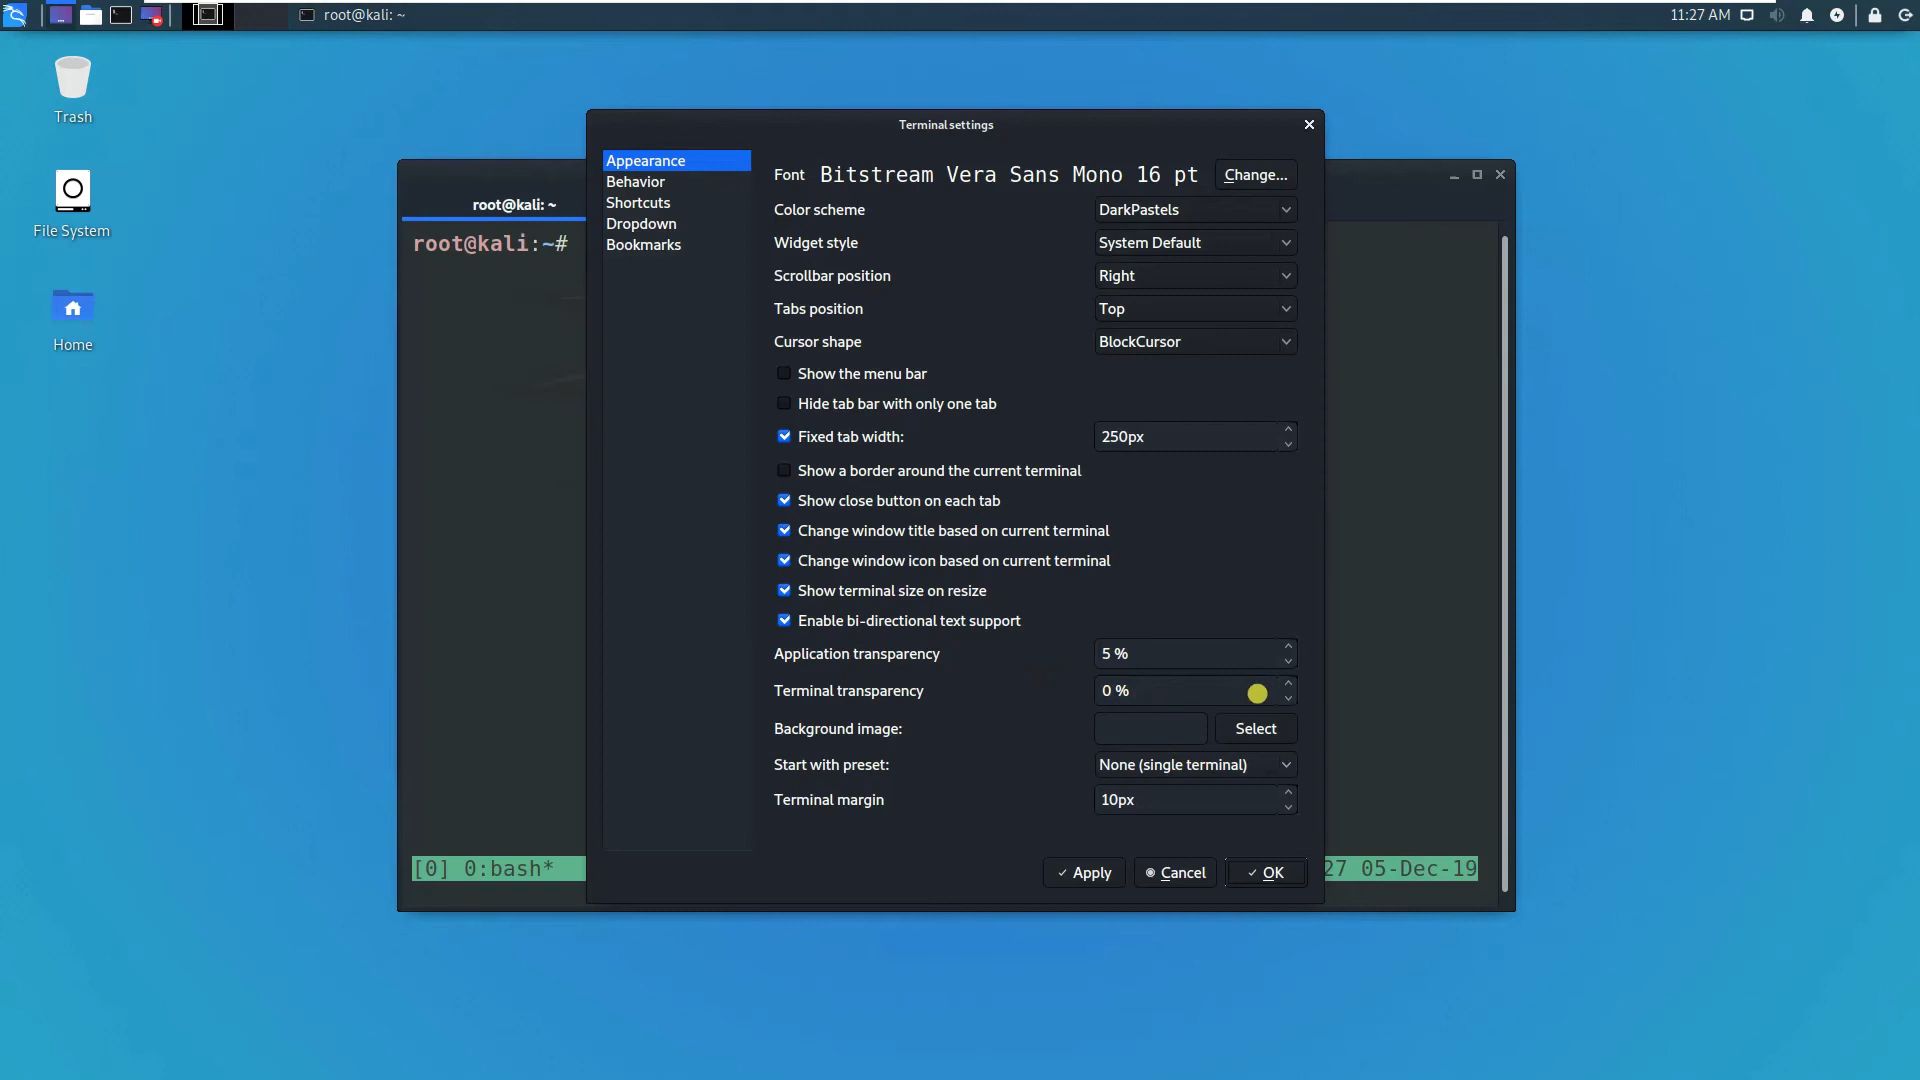 root@kali: ~
11:27 AM
Trash
File System
Home
Terminal settings
Appearance
Behavior
Shortcuts
Dropdown
Bookmarks
root@kali: ~
root@kali:~#
Font Bitstream Vera Sans Mono 16 pt Change...
Color scheme DarkPastels
Widget style System Default
Scrollbar position Right
Tabs position Top
Cursor shape BlockCursor
Show the menu bar
Hide tab bar with only one tab
Fixed tab width: 250px
Show a border around the current terminal
Show close button on each tab
Change window title based on current terminal
Change window icon based on current terminal
Show terminal size on resize
Enable bi-directional text support
Application transparency 5 %
Terminal transparency 0 %
Background image: Select
Start with preset: None (single terminal)
Terminal margin 10px
Apply Cancel OK
[0] 0:bash* 27 05-Dec-19